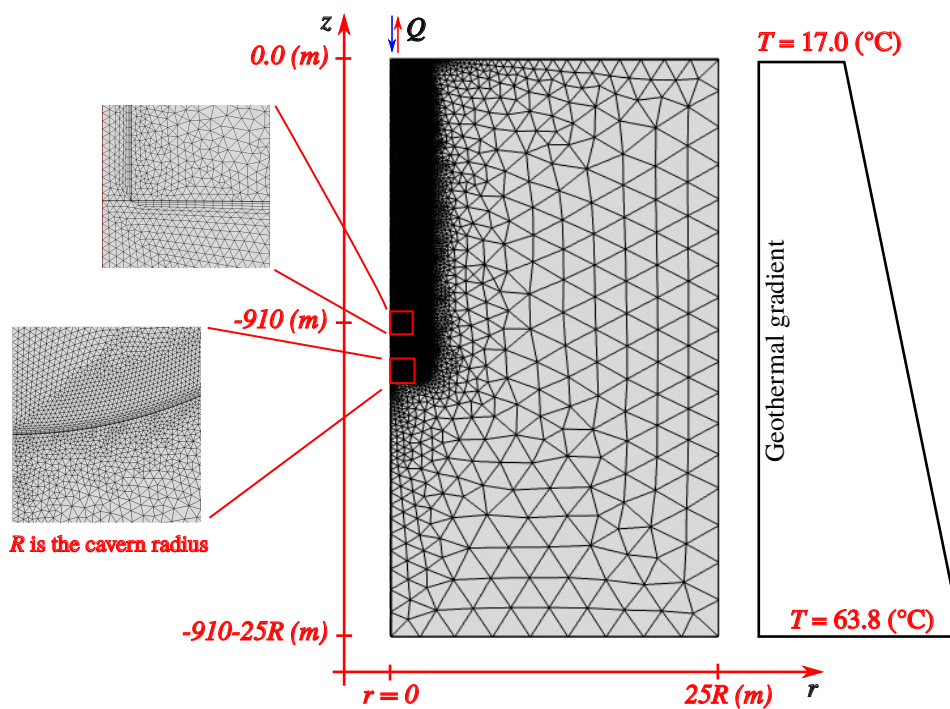 z
Q
0.0 (m)
T = 17.0 (°C)
-910 (m)
Geothermal gradient
R is the cavern radius
-910-25R (m)
T = 63.8 (°C)
r = 0
25R (m)
r